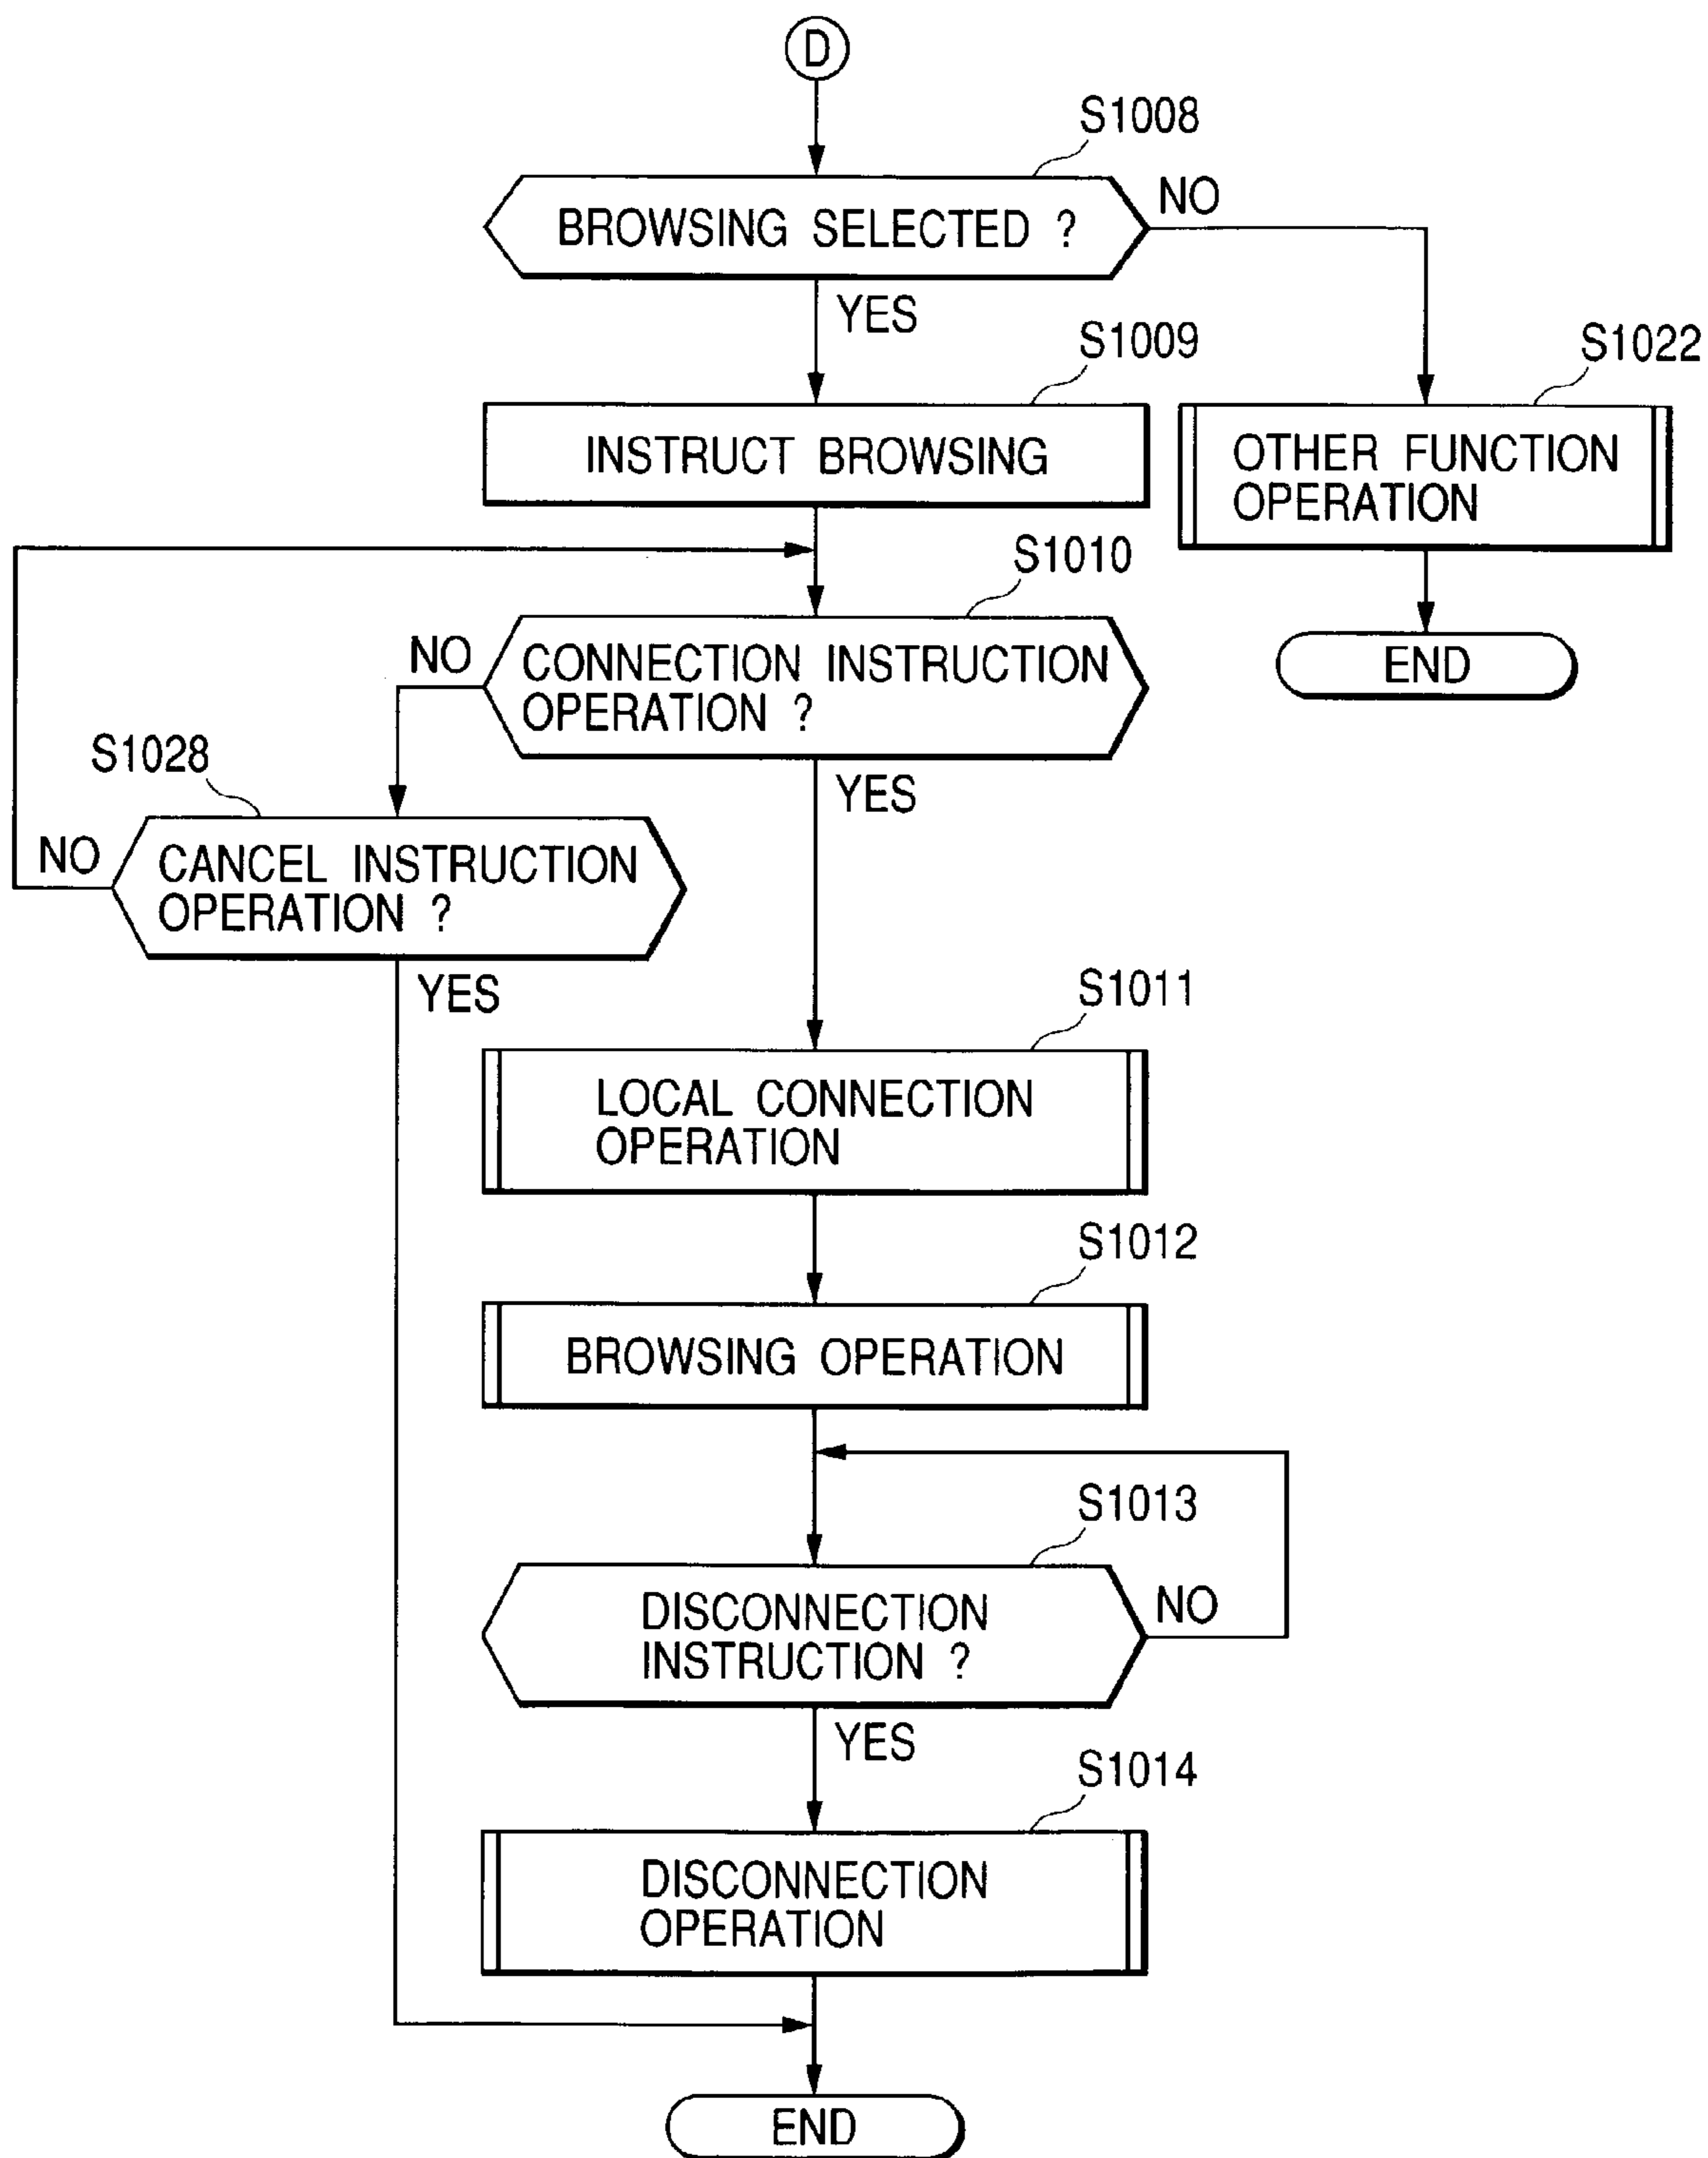 D
S1008
BROWSING SELECTED ?
NO
YES
S1009
INSTRUCT BROWSING
S1022
OTHER FUNCTION
OPERATION
END
S1010
CONNECTION INSTRUCTION
OPERATION ?
NO
YES
S1028
CANCEL INSTRUCTION
OPERATION ?
NO
YES
S1011
LOCAL CONNECTION
OPERATION
S1012
BROWSING OPERATION
S1013
DISCONNECTION
INSTRUCTION ?
NO
YES
S1014
DISCONNECTION
OPERATION
END